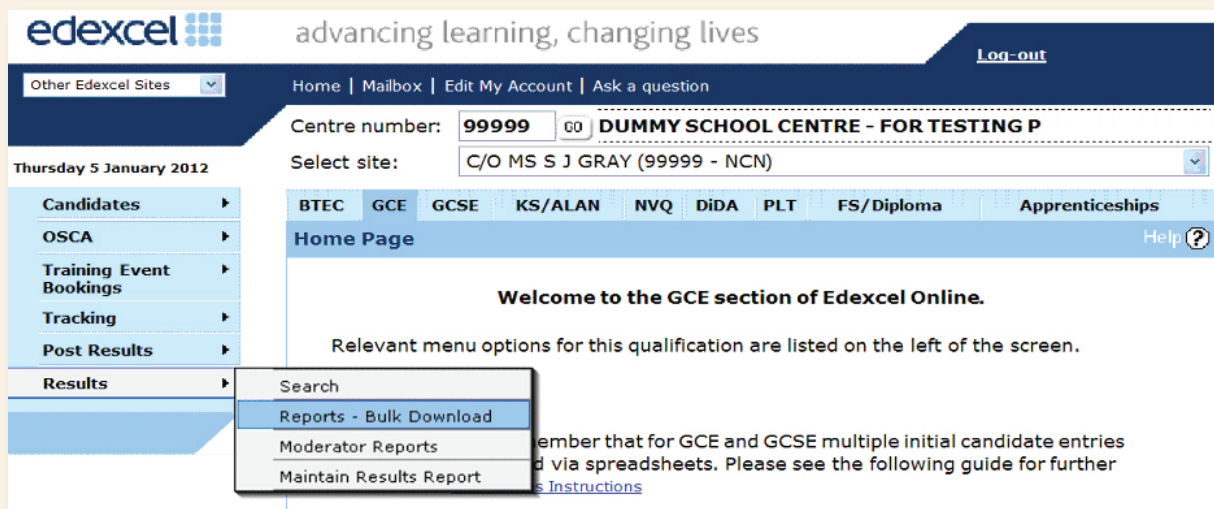 edexcel
advancing learning, changing lives
Log-out
Other Edexcel Sites
Home | Mailbox | Edit My Account | Ask a question
Centre number: 99999 GO DUMMY SCHOOL CENTRE - FOR TESTING P
Select site: C/O MS S J GRAY (99999 - NCN)
Thursday 5 January 2012
Candidates
OSCA
Training Event
Bookings
Tracking
Post Results
Results
BTEC GCE GCSE KS/ALAN NVQ DiDA PLT FS/Diploma Apprenticeships
Home Page Help ?
Welcome to the GCE section of Edexcel Online.
Relevant menu options for this qualification are listed on the left of the screen.
Search
Reports - Bulk Download
Moderator Reports
Maintain Results Report
that for GCE and GCSE multiple initial candidate entries
via spreadsheets. Please see the following guide for further
Instructions